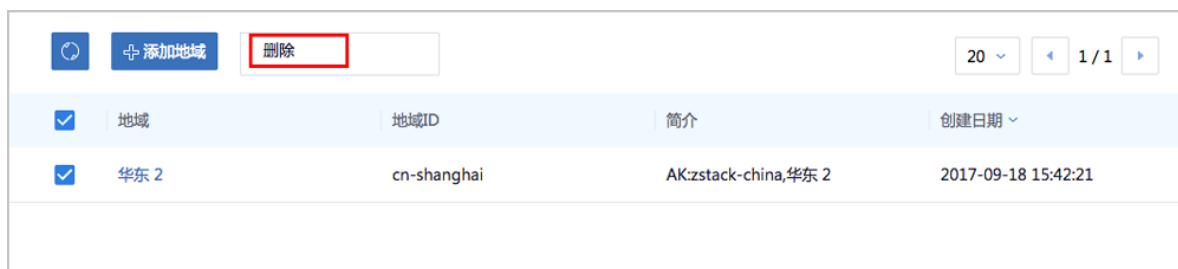 添加地域 删除 20 1 / 1
地域 地域ID 简介 创建日期
华东 2 cn-shanghai AK:zstack-china,华东 2 2017-09-18 15:42:21